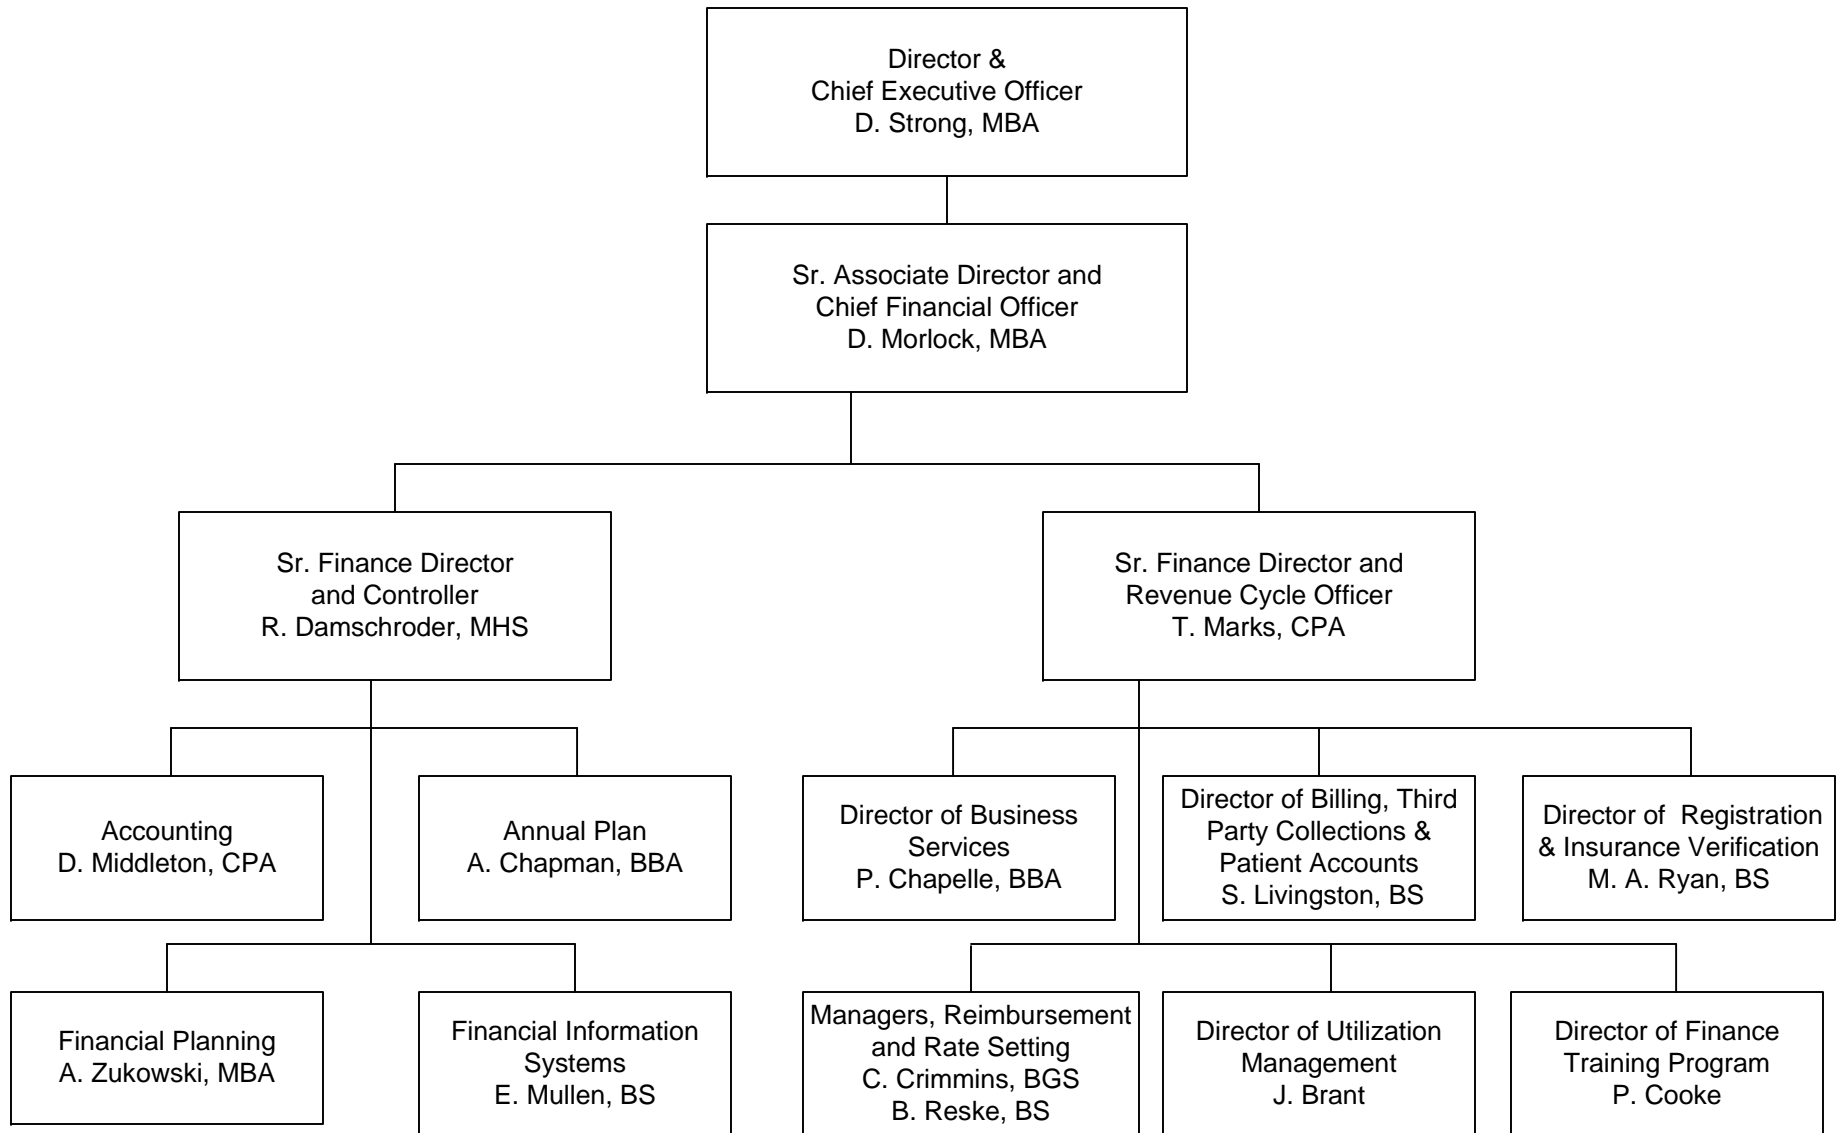 Director &
Chief Executive Officer
D. Strong, MBA
Sr. Associate Director and
Chief Financial Officer
D. Morlock, MBA
Sr. Finance Director
and Controller
R. Damschroder, MHS
Sr. Finance Director and
Revenue Cycle Officer
T. Marks, CPA
Accounting
D. Middleton, CPA
Annual Plan
A. Chapman, BBA
Director of Business
Services
P. Chapelle, BBA
Director of Billing, Third
Party Collections &
Patient Accounts
S. Livingston, BS
Director of  Registration
& Insurance Verification
M. A. Ryan, BS
Financial Planning
A. Zukowski, MBA
Financial Information
Systems
E. Mullen, BS
Managers, Reimbursement
and Rate Setting
C. Crimmins, BGS
B. Reske, BS
Director of Utilization
Management
J. Brant
Director of Finance
Training Program
P. Cooke